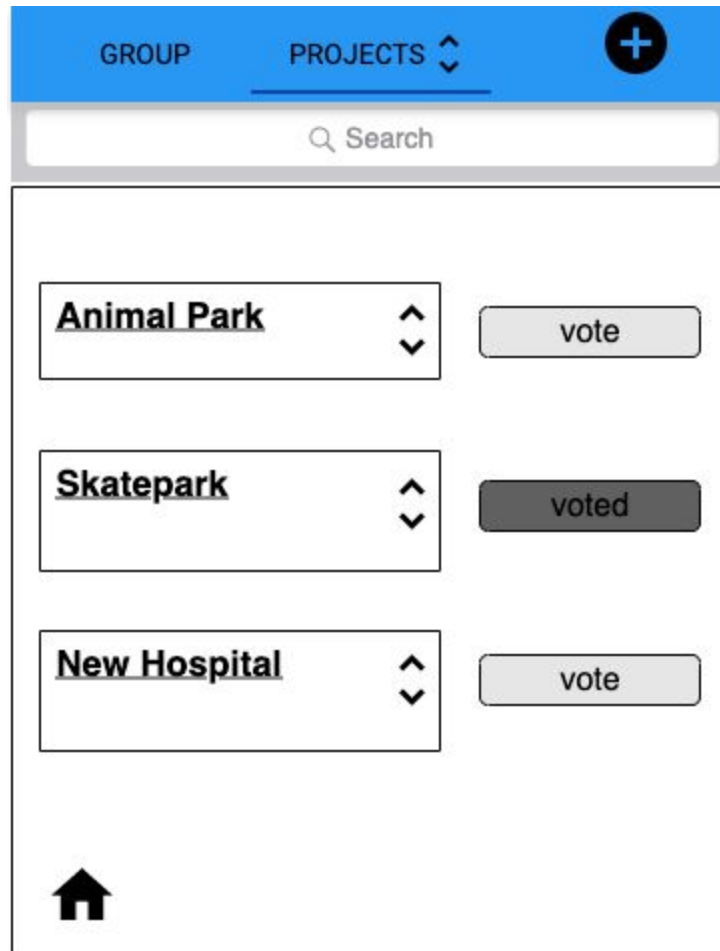 GROUP PROJECTS
Search
Animal Park vote
Skatepark voted
New Hospital vote